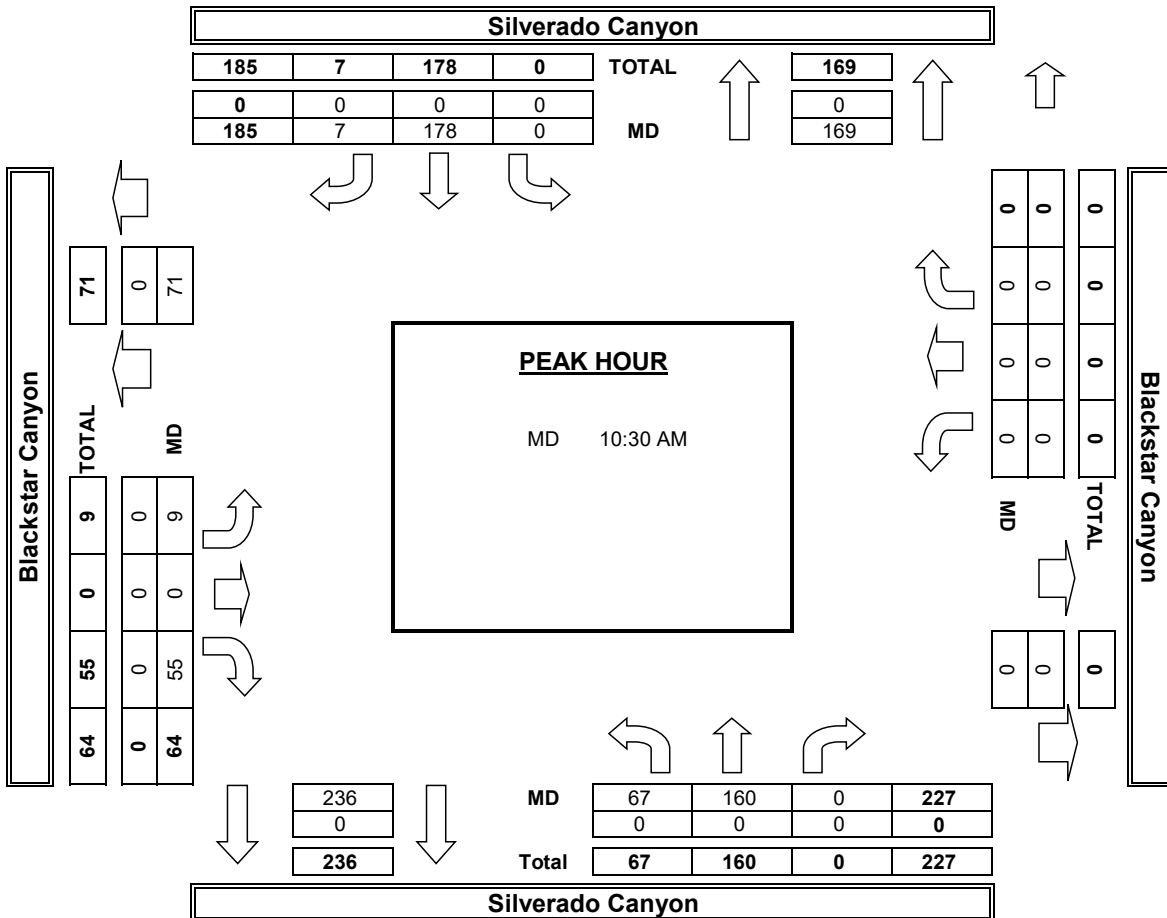 Silverado Canyon
185 7 178 0 TOTAL 169
0 0 0 0 0
185 7 178 0 MD 169
Blackstar Canyon
TOTAL MD
71 0 71
9 0 9
0 0 0
55 0 55
64 0 64
PEAK HOUR
MD 10:30 AM
0 0 0
0 0 0
0 0 0
0 0 0
MD TOTAL
0 0 0
Blackstar Canyon
236 MD 67 160 0 227
0 0 0 0 0
236 Total 67 160 0 227
Silverado Canyon